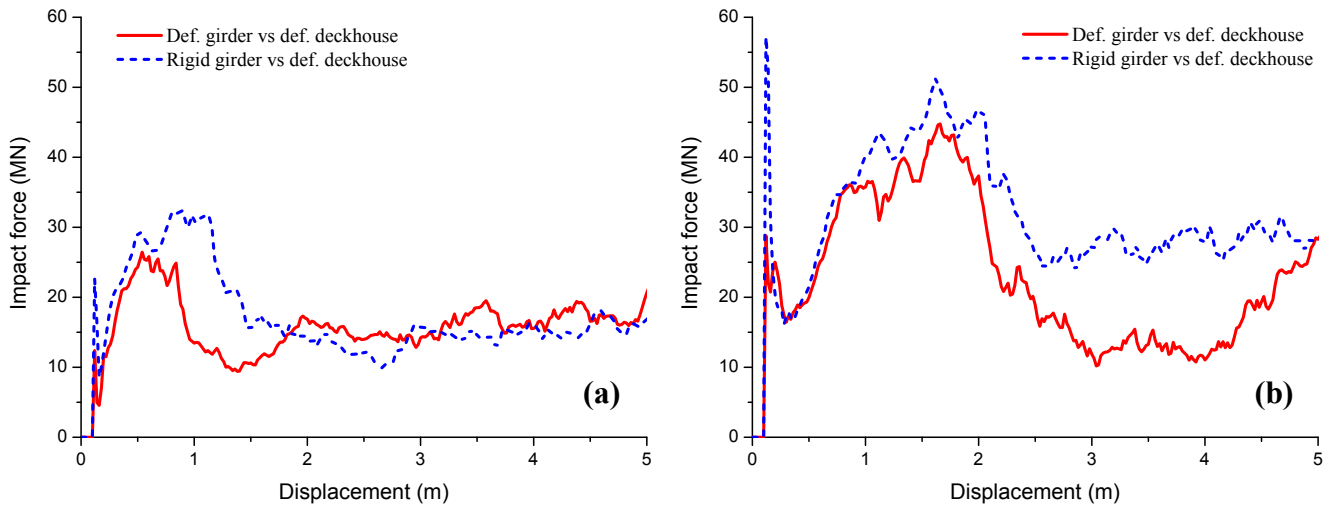 60
50
40
30
20
10
0
Impact force (MN)
Def. girder vs def. deckhouse
Rigid girder vs def. deckhouse
(a)
0 1 2 3 4 5
Displacement (m)
60
50
40
30
20
10
0
Impact force (MN)
Def. girder vs def. deckhouse
Rigid girder vs def. deckhouse
(b)
0 1 2 3 4 5
Displacement (m)